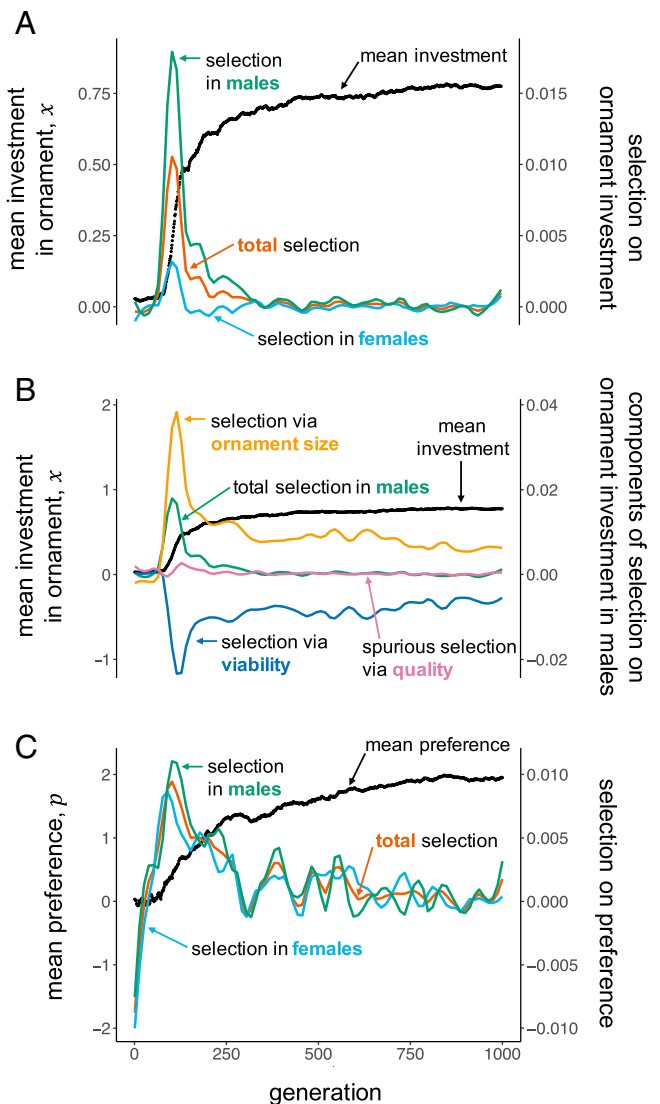 A
selection
in males
mean investment
total selection
selection in females
mean investment
in ornament, x
0.75
0.50
0.25
0.00
0.015
0.010
0.005
0.000
selection on
ornament investment
B
selection via
ornament size
mean
investment
total selection in males
selection via
viability
spurious selection
via quality
mean investment
in ornament, x
2
1
0
−1
0.04
0.02
0.00
−0.02
components of selection on
ornament investment in males
C
mean preference
selection
in males
total selection
selection in females
mean preference, p
2
1
0
−1
−2
0.010
0.005
0.000
−0.005
−0.010
selection on preference
0
250
500
750
1000
generation